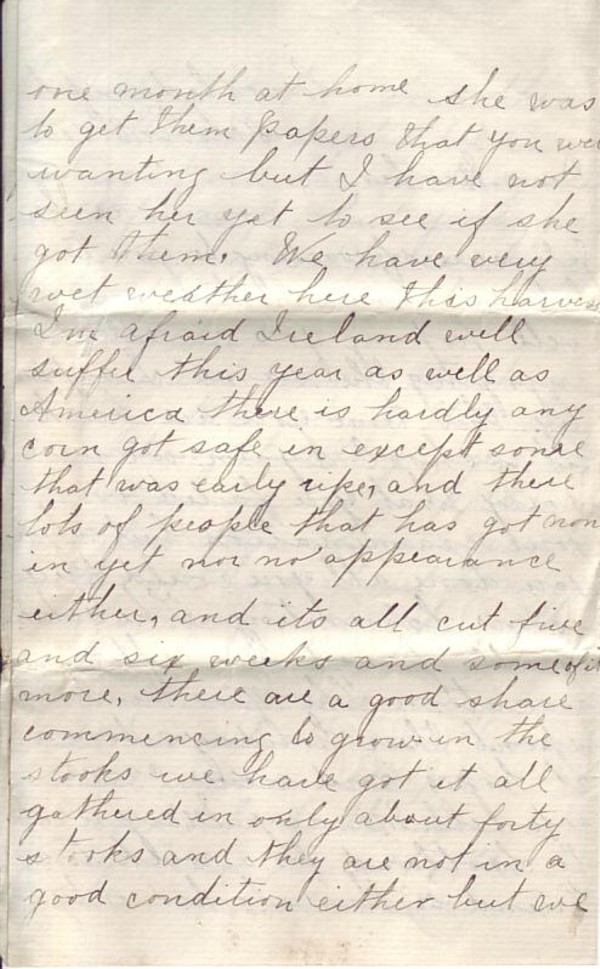 one month at home she was
to get them papers that you wer
wanting but I have not
seen her yet to see if she
got them. We have very
wet weather here this harves
I'm afraid Ireland will
suffer this year as well as
America there is hardly any
corn got safe in except some
that was early ripe, and there
lots of people that has got non
in yet nor no appearance
either, and its all cut five
and six weeks and some of it
more, there are a good share
commencing to grow in the
stooks we have got it all
gathered in only about forty
stooks and they are not in a
good condition either but we